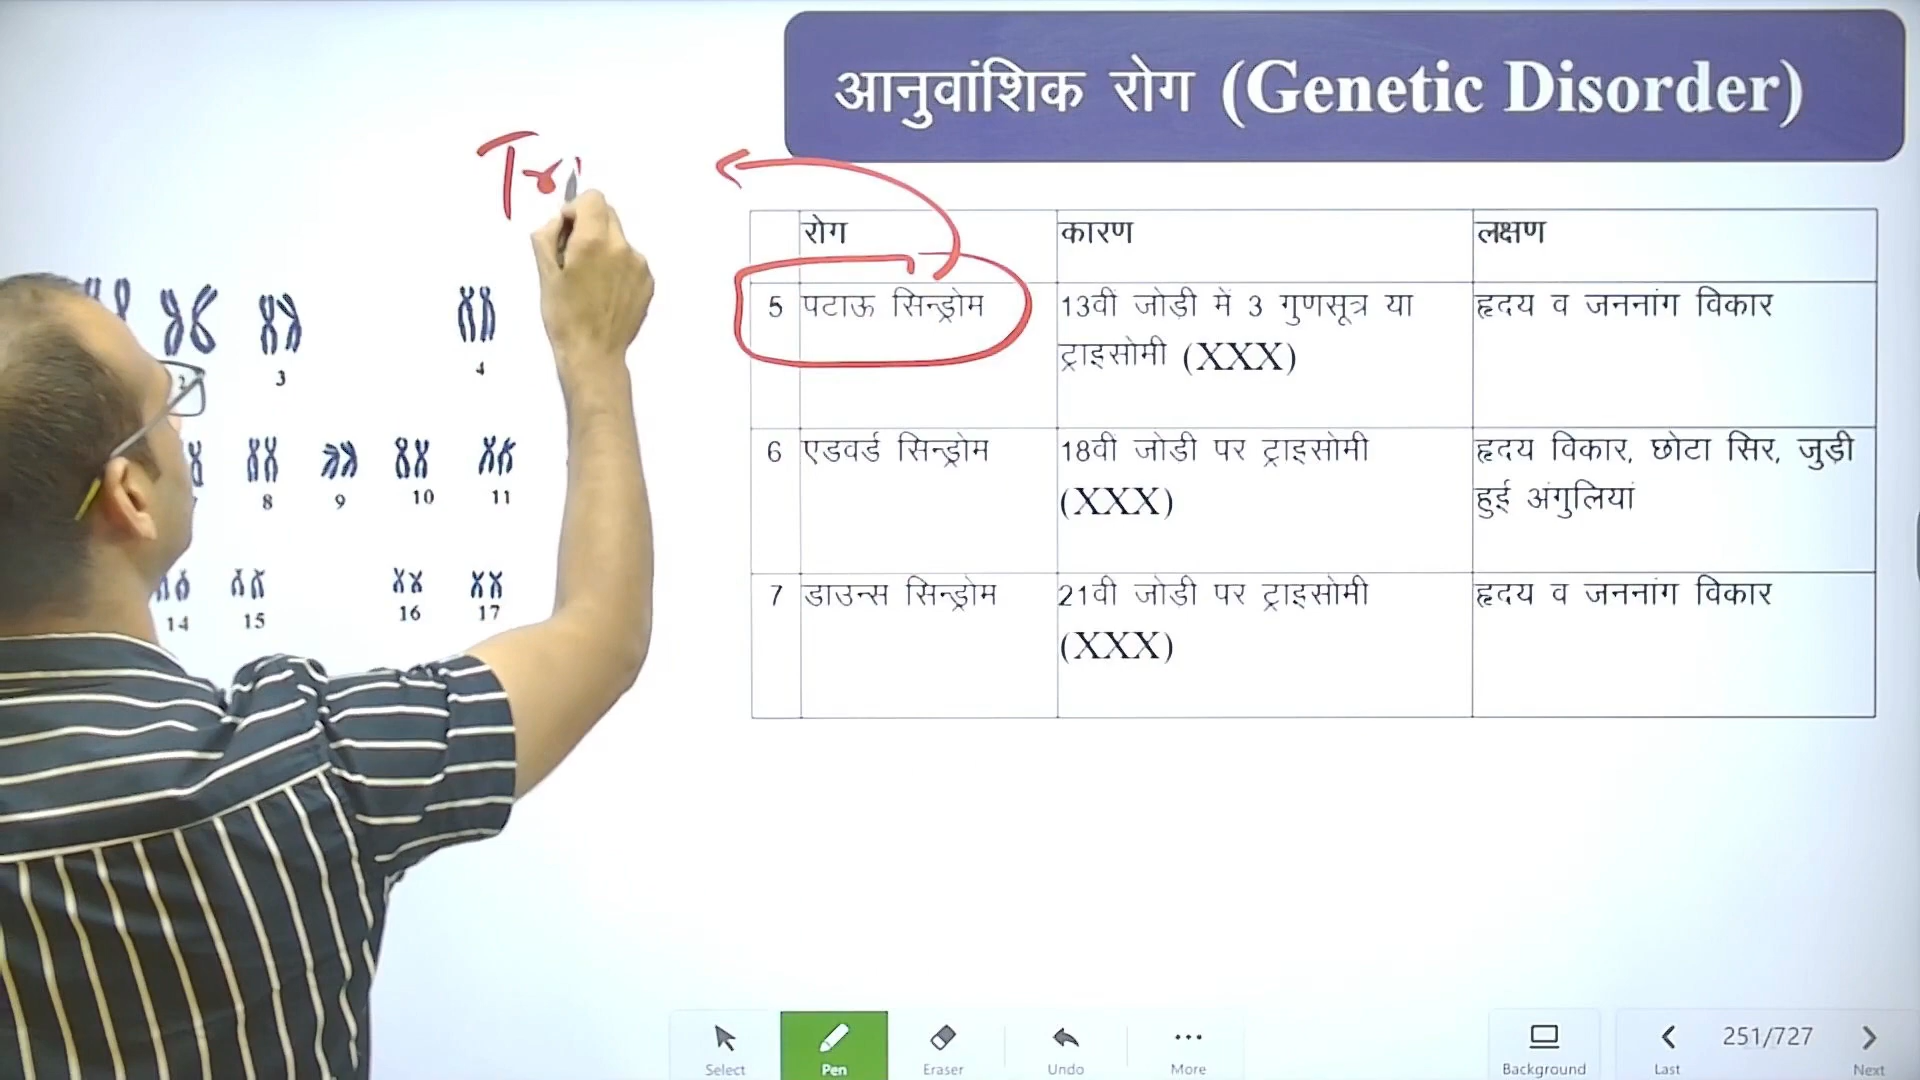 आनुवांशिक रोग (Genetic Disorder)
Tri
रोग कारण लक्षण
5 पटाऊ सिन्ड्रोम 13वीं जोड़ी में 3 गुणसूत्र या ट्राइसोमी (XXX) हृदय व जननांग विकार
6 एडवर्ड सिन्ड्रोम 18वी जोड़ी पर ट्राइसोमी (XXX) हृदय विकार, छोटा सिर, जुड़ी हुई अंगुलियां
7 डाउन्स सिन्ड्रोम 21वी जोड़ी पर ट्राइसोमी (XXX) हृदय व जननांग विकार
2 3 4
8 9 10 11
14 15 16 17
Select Pen Eraser Undo More Background Last 251/727 Next